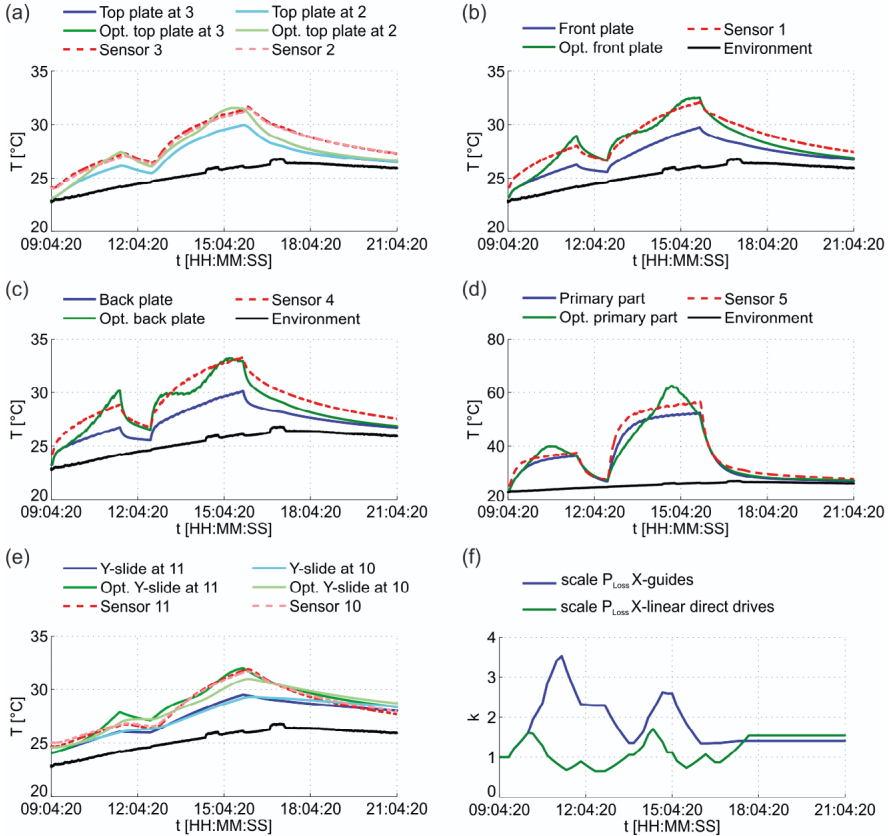 (a)
Top plate at 3 Top plate at 2
Opt. top plate at 3 Opt. top plate at 2
Sensor 3 Sensor 2
35
30
25
20
T [°C]
09:04:20 12:04:20 15:04:20 18:04:20 21:04:20
t [HH:MM:SS]
(b)
Front plate Sensor 1
Opt. front plate Environment
35
30
25
20
T [°C]
09:04:20 12:04:20 15:04:20 18:04:20 21:04:20
t [HH:MM:SS]
(c)
Back plate Sensor 4
Opt. back plate Environment
35
30
25
20
T [°C]
09:04:20 12:04:20 15:04:20 18:04:20 21:04:20
t [HH:MM:SS]
(d)
Primary part Sensor 5
Opt. primary part Environment
80
60
40
20
T [°C]
09:04:20 12:04:20 15:04:20 18:04:20 21:04:20
t [HH:MM:SS]
(e)
Y-slide at 11 Y-slide at 10
Opt. Y-slide at 11 Opt. Y-slide at 10
Sensor 11 Sensor 10
35
30
25
20
T [°C]
09:04:20 12:04:20 15:04:20 18:04:20 21:04:20
t [HH:MM:SS]
(f)
scale P_Loss X-guides
scale P_Loss X-linear direct drives
4
3
2
1
0
k
09:04:20 12:04:20 15:04:20 18:04:20 21:04:20
t [HH:MM:SS]